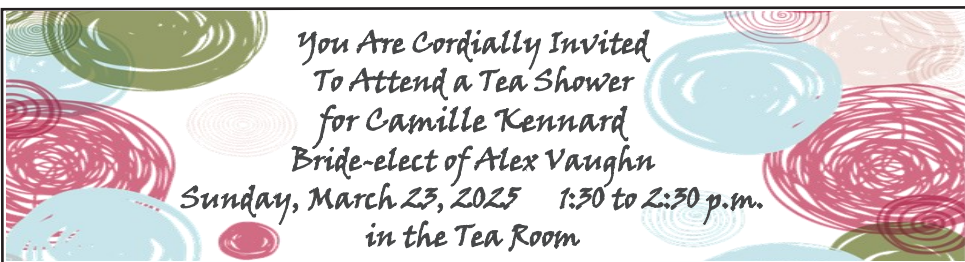 You Are Cordially Invited
To Attend a Tea Shower
for Camille Kennard
Bride-elect of Alex Vaughn
Sunday, March 23, 2025 1:30 to 2:30 p.m.
in the Tea Room